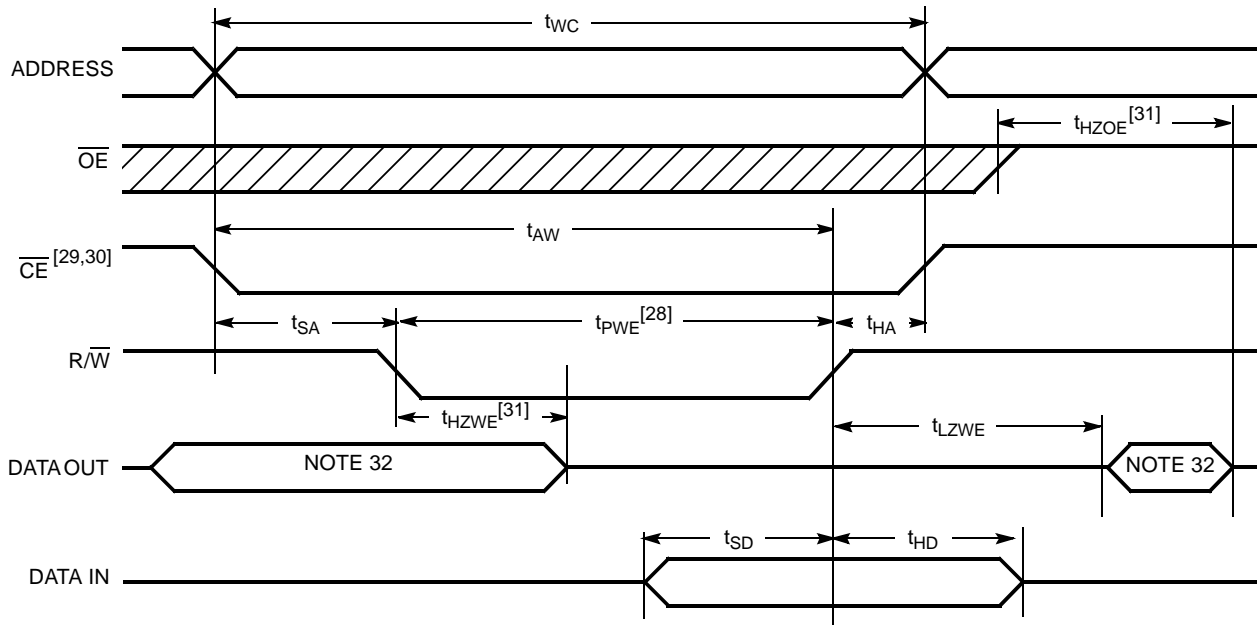 tWC
ADDRESS
tHZOE[31]
OE
tAW
CE [29,30]
tSA
tPWE[28]
tHA
R/W
tHZWE[31]
tLZWE
DATA OUT
NOTE 32
NOTE 32
tSD
tHD
DATA IN